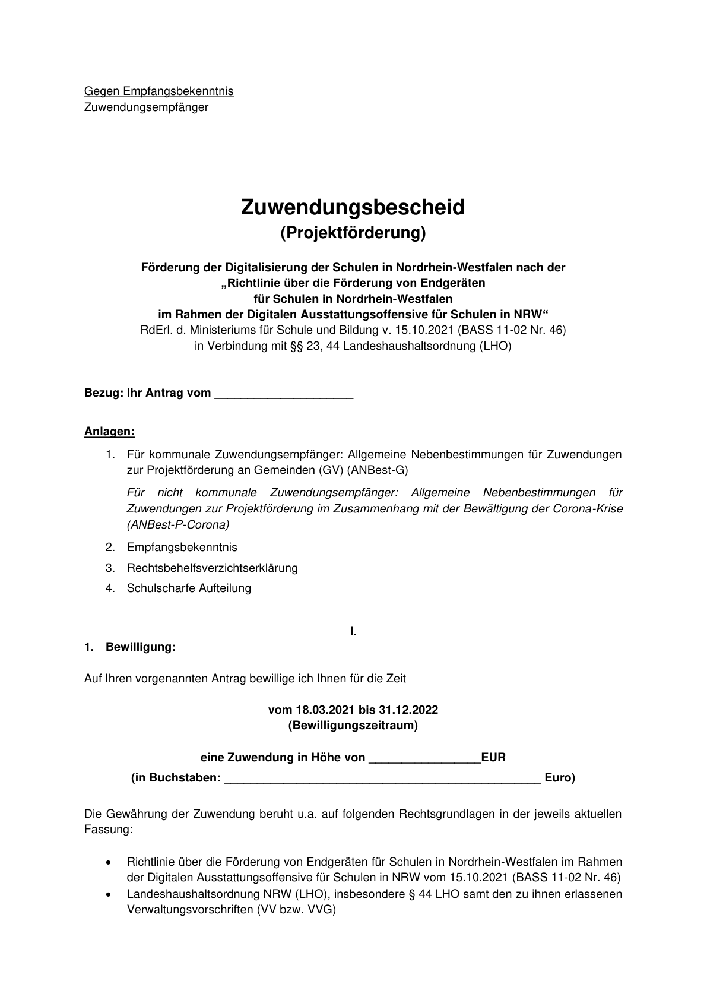 Gegen Empfangsbekenntnis
Zuwendungsempfänger
Zuwendungsbescheid
(Projektförderung)
Förderung der Digitalisierung der Schulen in Nordrhein-Westfalen nach der
„Richtlinie über die Förderung von Endgeräten
für Schulen in Nordrhein-Westfalen
im Rahmen der Digitalen Ausstattungsoffensive für Schulen in NRW“
RdErl. d. Ministeriums für Schule und Bildung v. 15.10.2021 (BASS 11-02 Nr. 46)
in Verbindung mit §§ 23, 44 Landeshaushaltsordnung (LHO)
Bezug: Ihr Antrag vom _____________________
Anlagen:
1. Für kommunale Zuwendungsempfänger: Allgemeine Nebenbestimmungen für Zuwendungen
zur Projektförderung an Gemeinden (GV) (ANBest-G)
Für nicht kommunale Zuwendungsempfänger: Allgemeine Nebenbestimmungen für
Zuwendungen zur Projektförderung im Zusammenhang mit der Bewältigung der Corona-Krise
(ANBest-P-Corona)
2. Empfangsbekenntnis
3. Rechtsbehelfsverzichtserklärung
4. Schulscharfe Aufteilung
I.
1. Bewilligung:
Auf Ihren vorgenannten Antrag bewillige ich Ihnen für die Zeit
vom 18.03.2021 bis 31.12.2022
(Bewilligungszeitraum)
eine Zuwendung in Höhe von _________________EUR
(in Buchstaben: ________________________________________________ Euro)
Die Gewährung der Zuwendung beruht u.a. auf folgenden Rechtsgrundlagen in der jeweils aktuellen
Fassung:
• Richtlinie über die Förderung von Endgeräten für Schulen in Nordrhein-Westfalen im Rahmen
der Digitalen Ausstattungsoffensive für Schulen in NRW vom 15.10.2021 (BASS 11-02 Nr. 46)
• Landeshaushaltsordnung NRW (LHO), insbesondere § 44 LHO samt den zu ihnen erlassenen
Verwaltungsvorschriften (VV bzw. VVG)